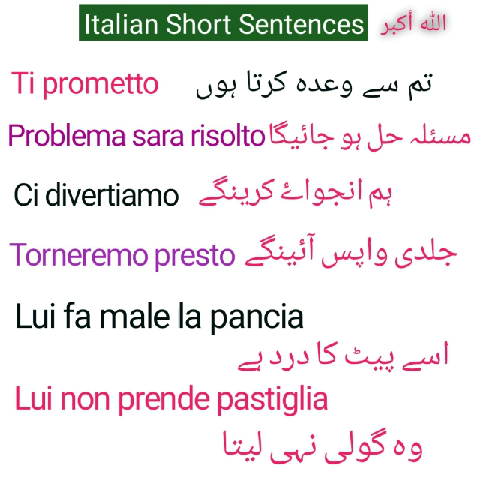 Italian Short Sentences الله أكبر
Ti prometto تم سے وعدہ کرتا ہوں
Problema sara risolto مسئلہ حل ہو جائیگا
Ci divertiamo ہم انجوائے کرینگے
Torneremo presto جلدی واپس آئینگے
Lui fa male la pancia
اسے پیٹ کا درد ہے
Lui non prende pastiglia
وہ گولی نہی لیتا